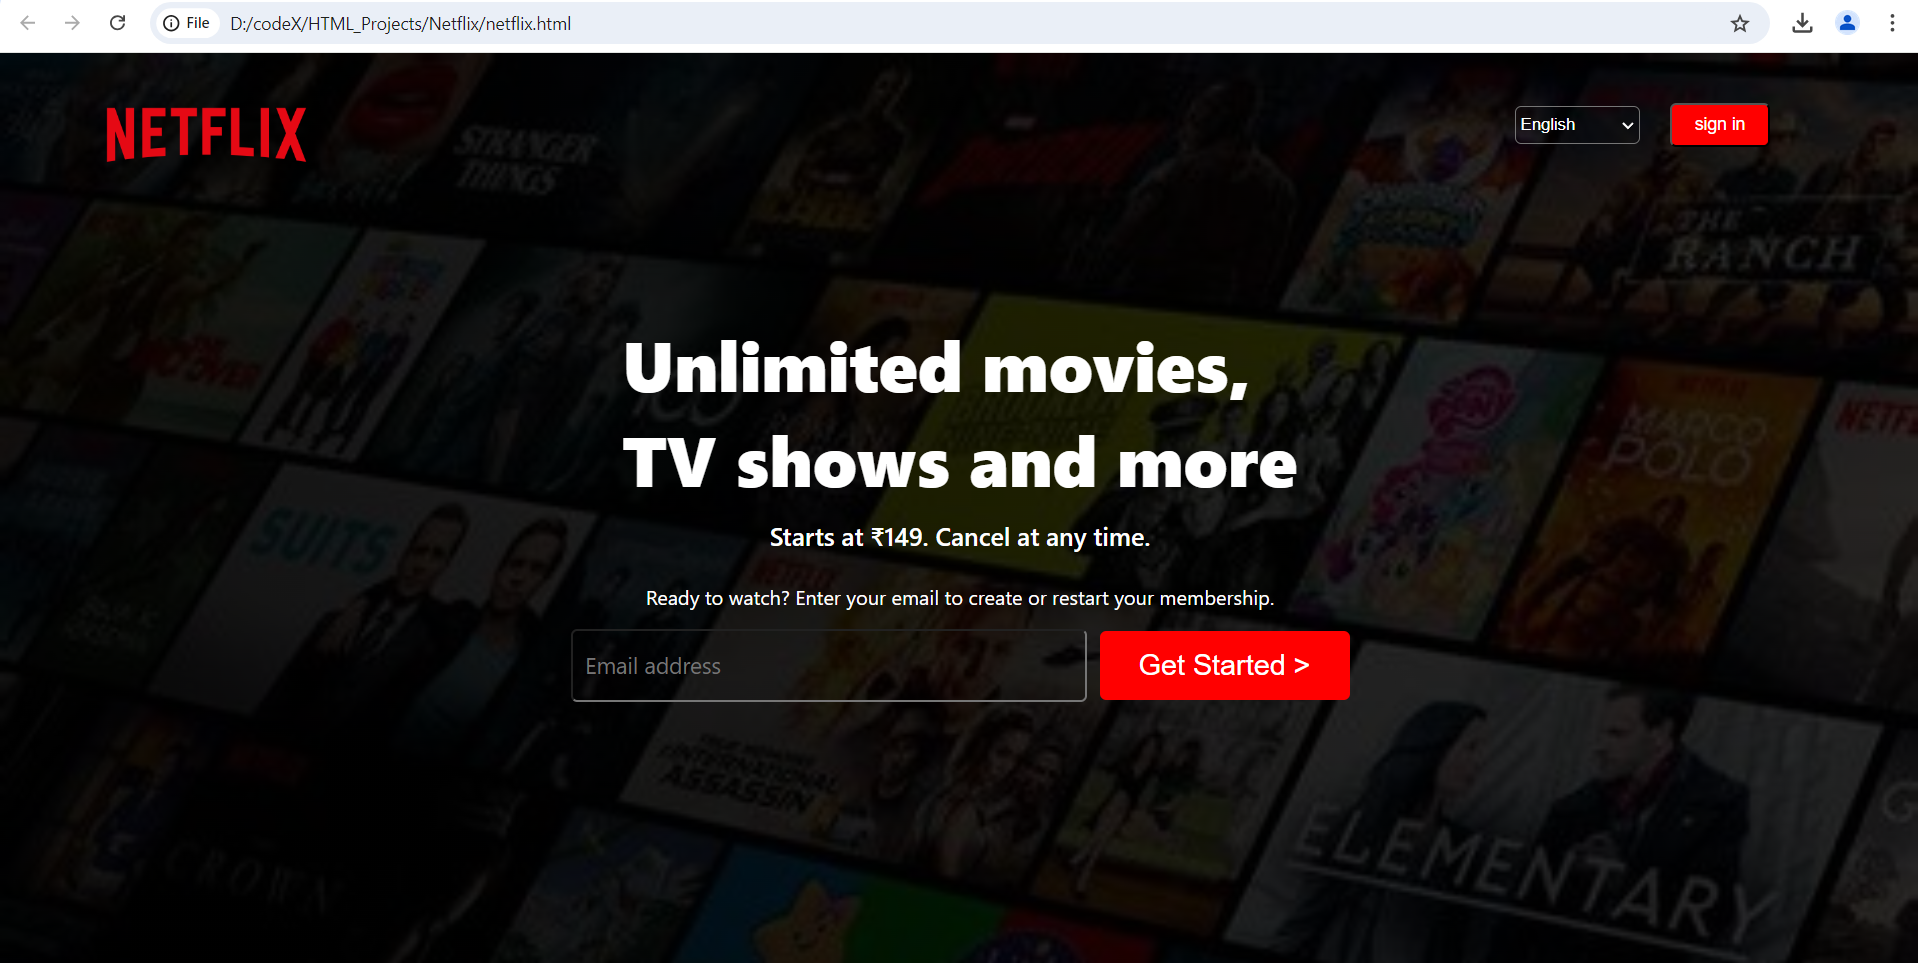 File D:/codeX/HTML_Projects/Netflix/netflix.html
NETFLIX
English
sign in
STRANGER
THINGS
THE
RANCH
Unlimited movies,
TV shows and more
MARCO
POLO
SUITS
Starts at ₹149. Cancel at any time.
Ready to watch? Enter your email to create or restart your membership.
Email address
Get Started >
INTERNATIONAL
ASSASSIN
ELEMENTARY
CROWN